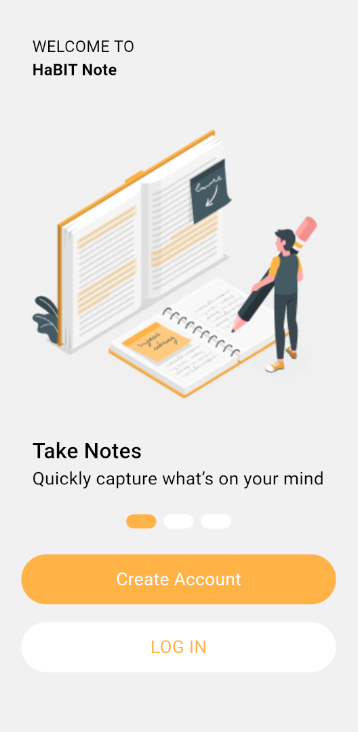 WELCOME TO
HaBIT Note
Take Notes
Quickly capture what's on your mind
Create Account
LOG IN